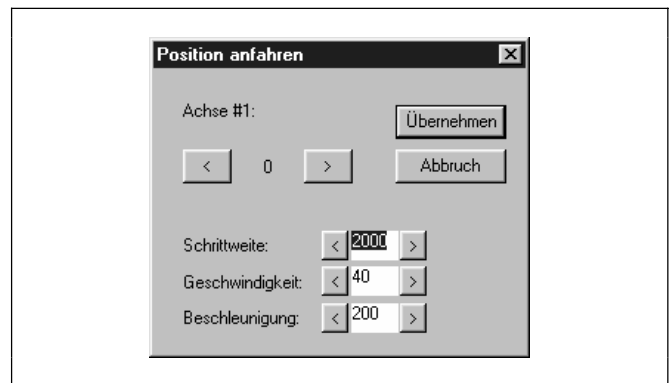 Position anfahren
Achse #1:
Übernehmen
< 0 >
Abbruch
Schrittweite: < 2000 >
Geschwindigkeit: < 40 >
Beschleunigung: < 200 >